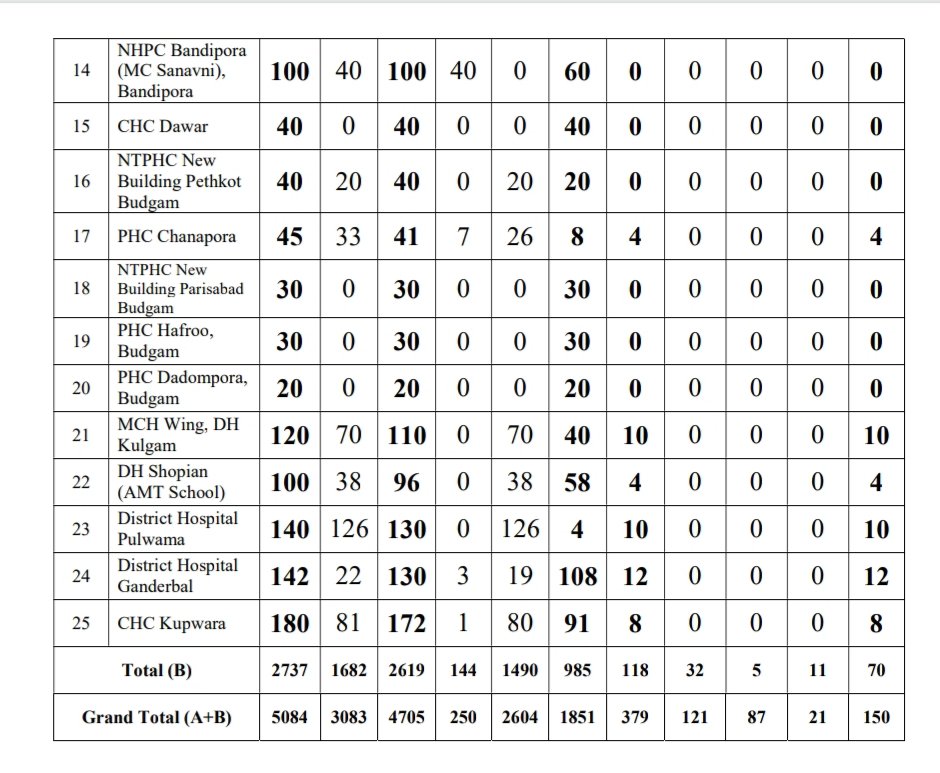 14 NHPC Bandipora (MC Sanavni), Bandipora 100 40 100 40 0 60 0 0 0 0 0
15 CHC Dawar 40 0 40 0 0 40 0 0 0 0 0
16 NTPHC New Building Pethkot Budgam 40 20 40 0 20 20 0 0 0 0 0
17 PHC Chanapora 45 33 41 7 26 8 4 0 0 0 4
18 NTPHC New Building Parisabad Budgam 30 0 30 0 0 30 0 0 0 0 0
19 PHC Hafroo, Budgam 30 0 30 0 0 30 0 0 0 0 0
20 PHC Dadompora, Budgam 20 0 20 0 0 20 0 0 0 0 0
21 MCH Wing, DH Kulgam 120 70 110 0 70 40 10 0 0 0 10
22 DH Shopian (AMT School) 100 38 96 0 38 58 4 0 0 0 4
23 District Hospital Pulwama 140 126 130 0 126 4 10 0 0 0 10
24 District Hospital Ganderbal 142 22 130 3 19 108 12 0 0 0 12
25 CHC Kupwara 180 81 172 1 80 91 8 0 0 0 8
Total (B) 2737 1682 2619 144 1490 985 118 32 5 11 70
Grand Total (A+B) 5084 3083 4705 250 2604 1851 379 121 87 21 150